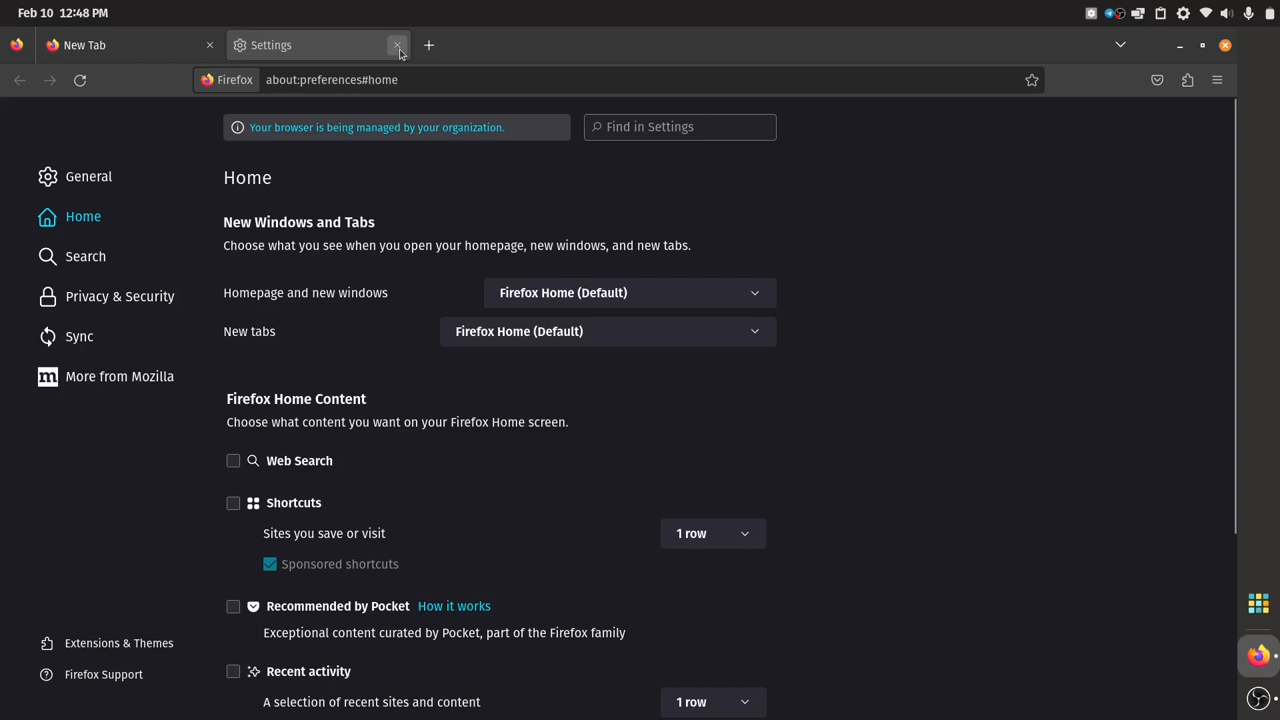 Feb 10 12:48 PM
New Tab
Settings
Firefox
about:preferences#home
Your browser is being managed by your organization.
Find in Settings
General
Home
Search
Privacy & Security
Sync
m More from Mozilla
Extensions & Themes
Firefox Support
Home
New Windows and Tabs
Choose what you see when you open your homepage, new windows, and new tabs.
Homepage and new windows
Firefox Home (Default)
New tabs
Firefox Home (Default)
Firefox Home Content
Choose what content you want on your Firefox Home screen.
Web Search
Shortcuts
Sites you save or visit
1 row
Sponsored shortcuts
Recommended by Pocket How it works
Exceptional content curated by Pocket, part of the Firefox family
Recent activity
A selection of recent sites and content
1 row